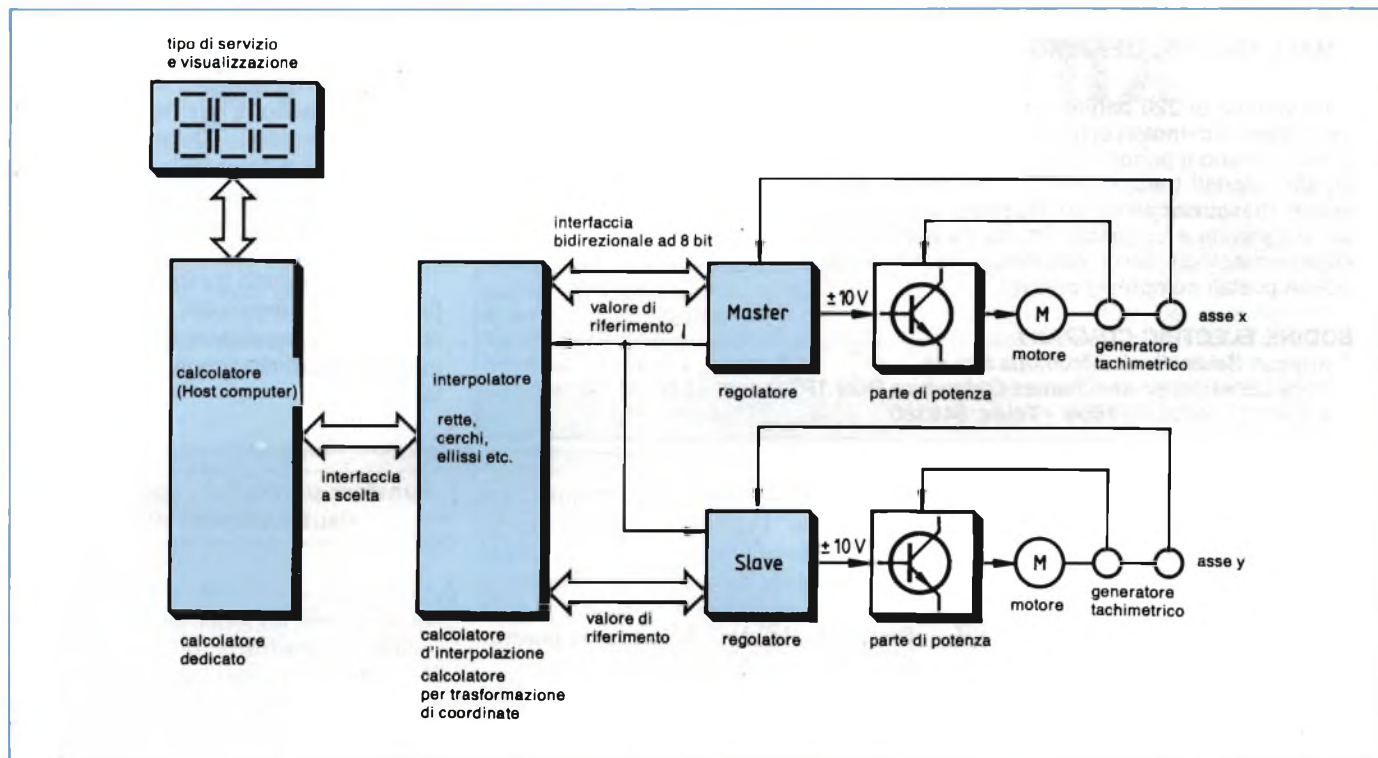 tipo di servizio
e visualizzazione
calcolatore
(Host computer)
calcolatore
dedicato
interfaccia
a scelta
interpolatore
rette,
cerchi,
ellissi etc.
calcolatore
d'interpolazione
calcolatore
per trasformazione
di coordinate
interfaccia
bidirezionale ad 8 bit
valore di
riferimento
Master
regolatore
± 10 V
parte di potenza
M
motore
generatore
tachimetrico
asse x
valore di
riferimento
Slave
regolatore
± 10 V
parte di potenza
M
motore
generatore
tachimetrico
asse y